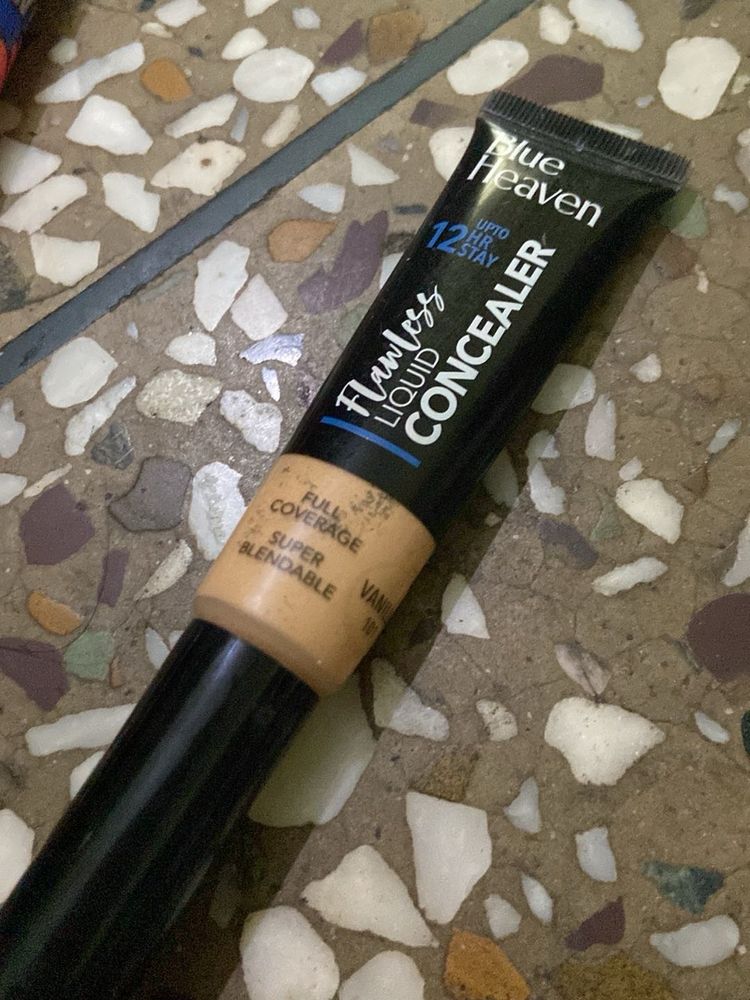 Blue
Heaven
12 UPTO
HR
STAY
Flawless
LIQUID
CONCEALER
FULL
COVERAGE
SUPER
BLENDABLE